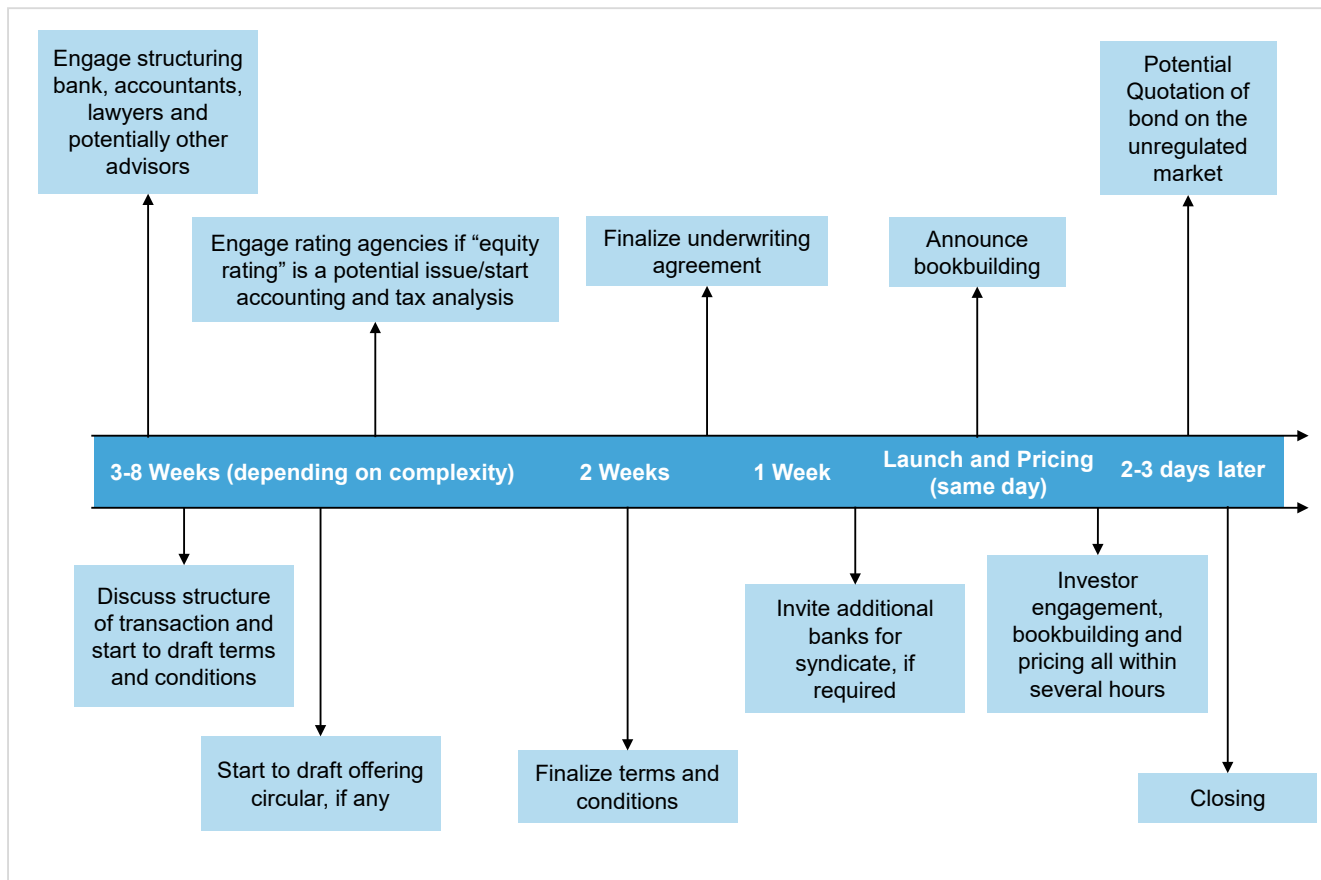 Engage structuring
bank, accountants,
lawyers and
potentially other
advisors
Potential
Quotation of
bond on the
unregulated
market
Engage rating agencies if “equity
rating” is a potential issue/start
accounting and tax analysis
Finalize underwriting
agreement
Announce
bookbuilding
3-8 Weeks (depending on complexity)
2 Weeks
1 Week
Launch and Pricing
(same day)
2-3 days later
Discuss structure
of transaction and
start to draft terms
and conditions
Invite additional
banks for
syndicate, if
required
Investor
engagement,
bookbuilding and
pricing all within
several hours
Start to draft offering
circular, if any
Finalize terms and
conditions
Closing